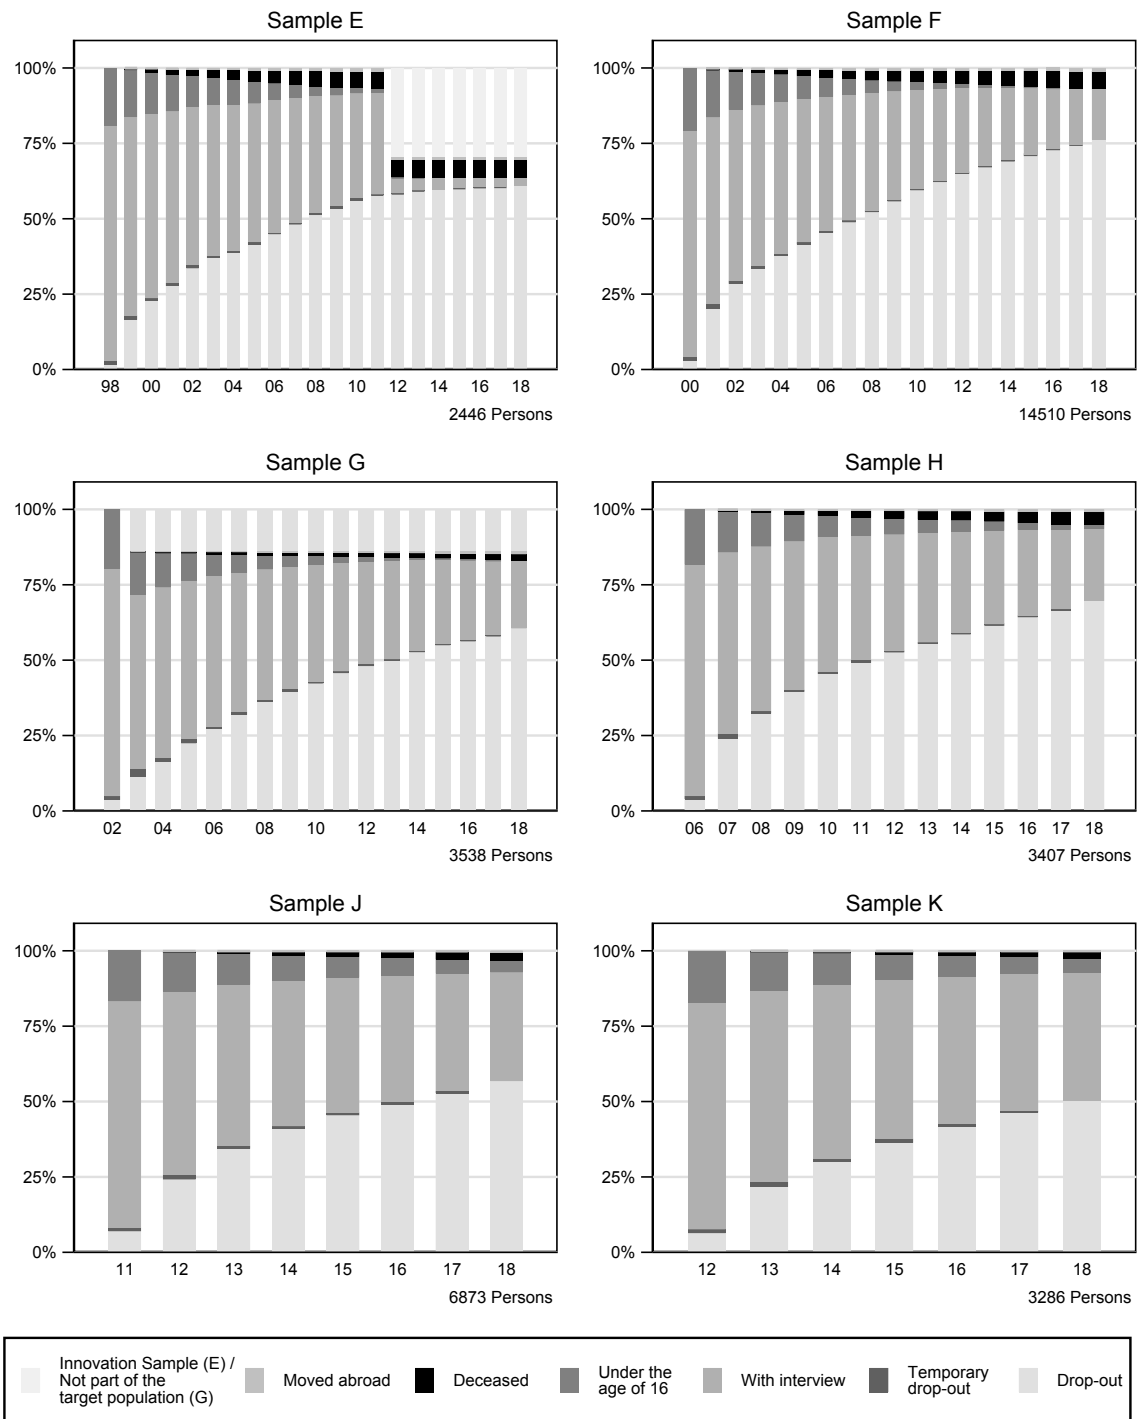 Sample E
100%
75%
50%
25%
0%
98 00 02 04 06 08 10 12 14 16 18
2446 Persons
Sample F
100%
75%
50%
25%
0%
00 02 04 06 08 10 12 14 16 18
14510 Persons
Sample G
100%
75%
50%
25%
0%
02 04 06 08 10 12 14 16 18
3538 Persons
Sample H
100%
75%
50%
25%
0%
06 07 08 09 10 11 12 13 14 15 16 17 18
3407 Persons
Sample J
100%
75%
50%
25%
0%
11 12 13 14 15 16 17 18
6873 Persons
Sample K
100%
75%
50%
25%
0%
12 13 14 15 16 17 18
3286 Persons
Innovation Sample (E) /
Not part of the
target population (G)
Moved abroad
Deceased
Under the
age of 16
With interview
Temporary
drop-out
Drop-out